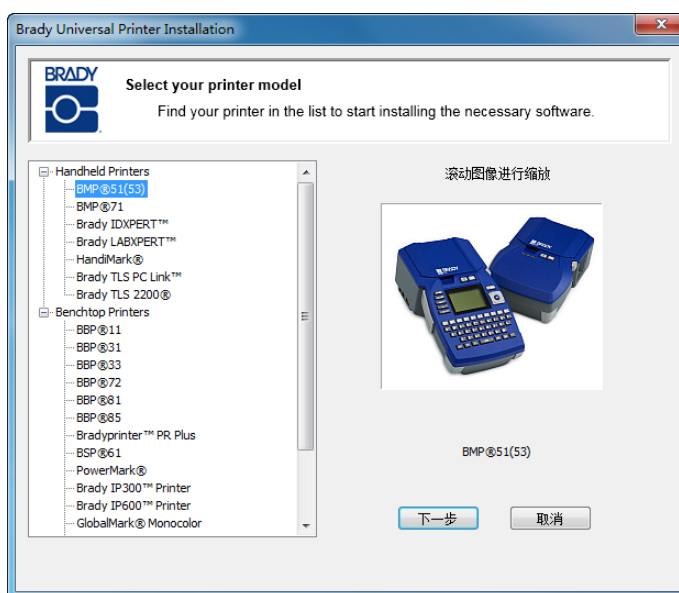 Brady Universal Printer Installation
BRADY
Select your printer model
Find your printer in the list to start installing the necessary software.
Handheld Printers
BMP®51(53)
BMP®71
Brady IDXPERT™
Brady LABXPERT™
HandiMark®
Brady TLS PC Link™
Brady TLS 2200®
Benchtop Printers
BBP®11
BBP®31
BBP®33
BBP®72
BBP®81
BBP®85
Bradyprinter™ PR Plus
BSP®61
PowerMark®
Brady IP300™ Printer
Brady IP600™ Printer
GlobalMark® Monocolor
滚动图像进行缩放
BMP®51(53)
下一步
取消